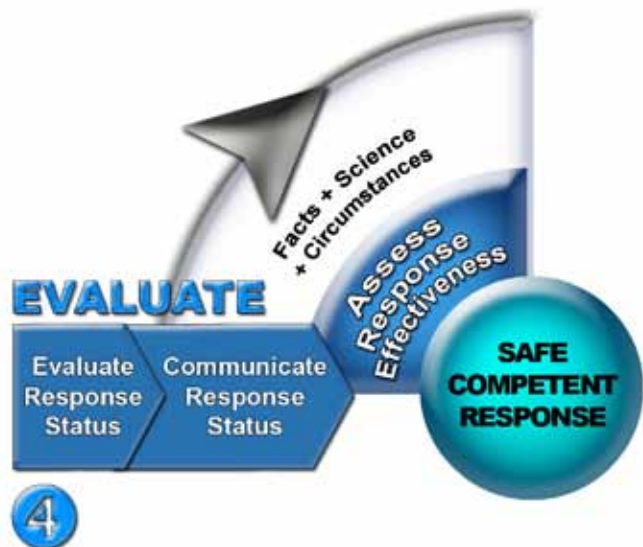 Facts + Science
+ Circumstances
Assess
Response
Effectiveness
EVALUATE
Evaluate
Response
Status
Communicate
Response
Status
SAFE
COMPETENT
RESPONSE
4